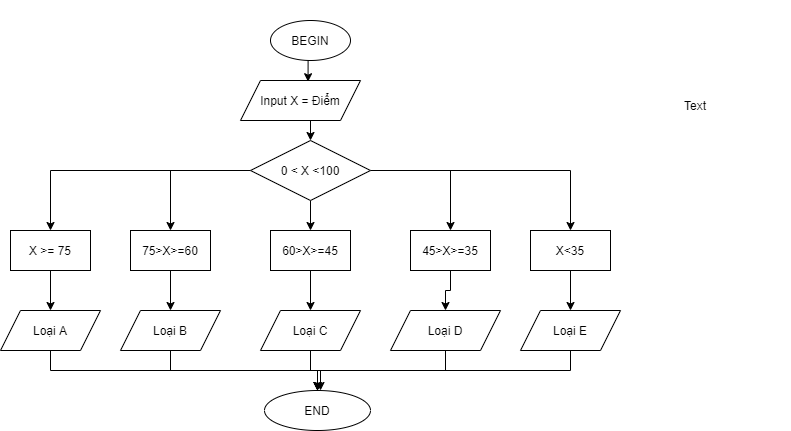 BEGIN
Input X = Điểm
Text
0 < X <100
X >= 75
75>X>=60
60>X>=45
45>X>=35
X<35
Loại A
Loại B
Loại C
Loại D
Loại E
END